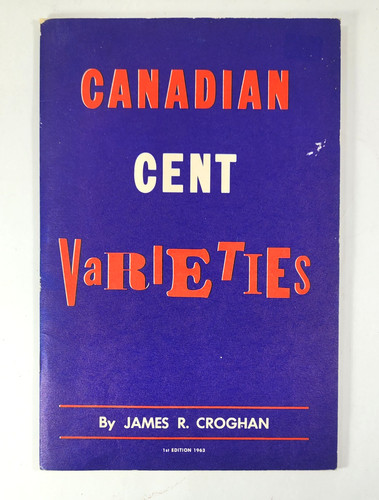 CANADIAN
CENT
VaRIETIEs
By JAMES R. CROGHAN
1st EDITION 1963